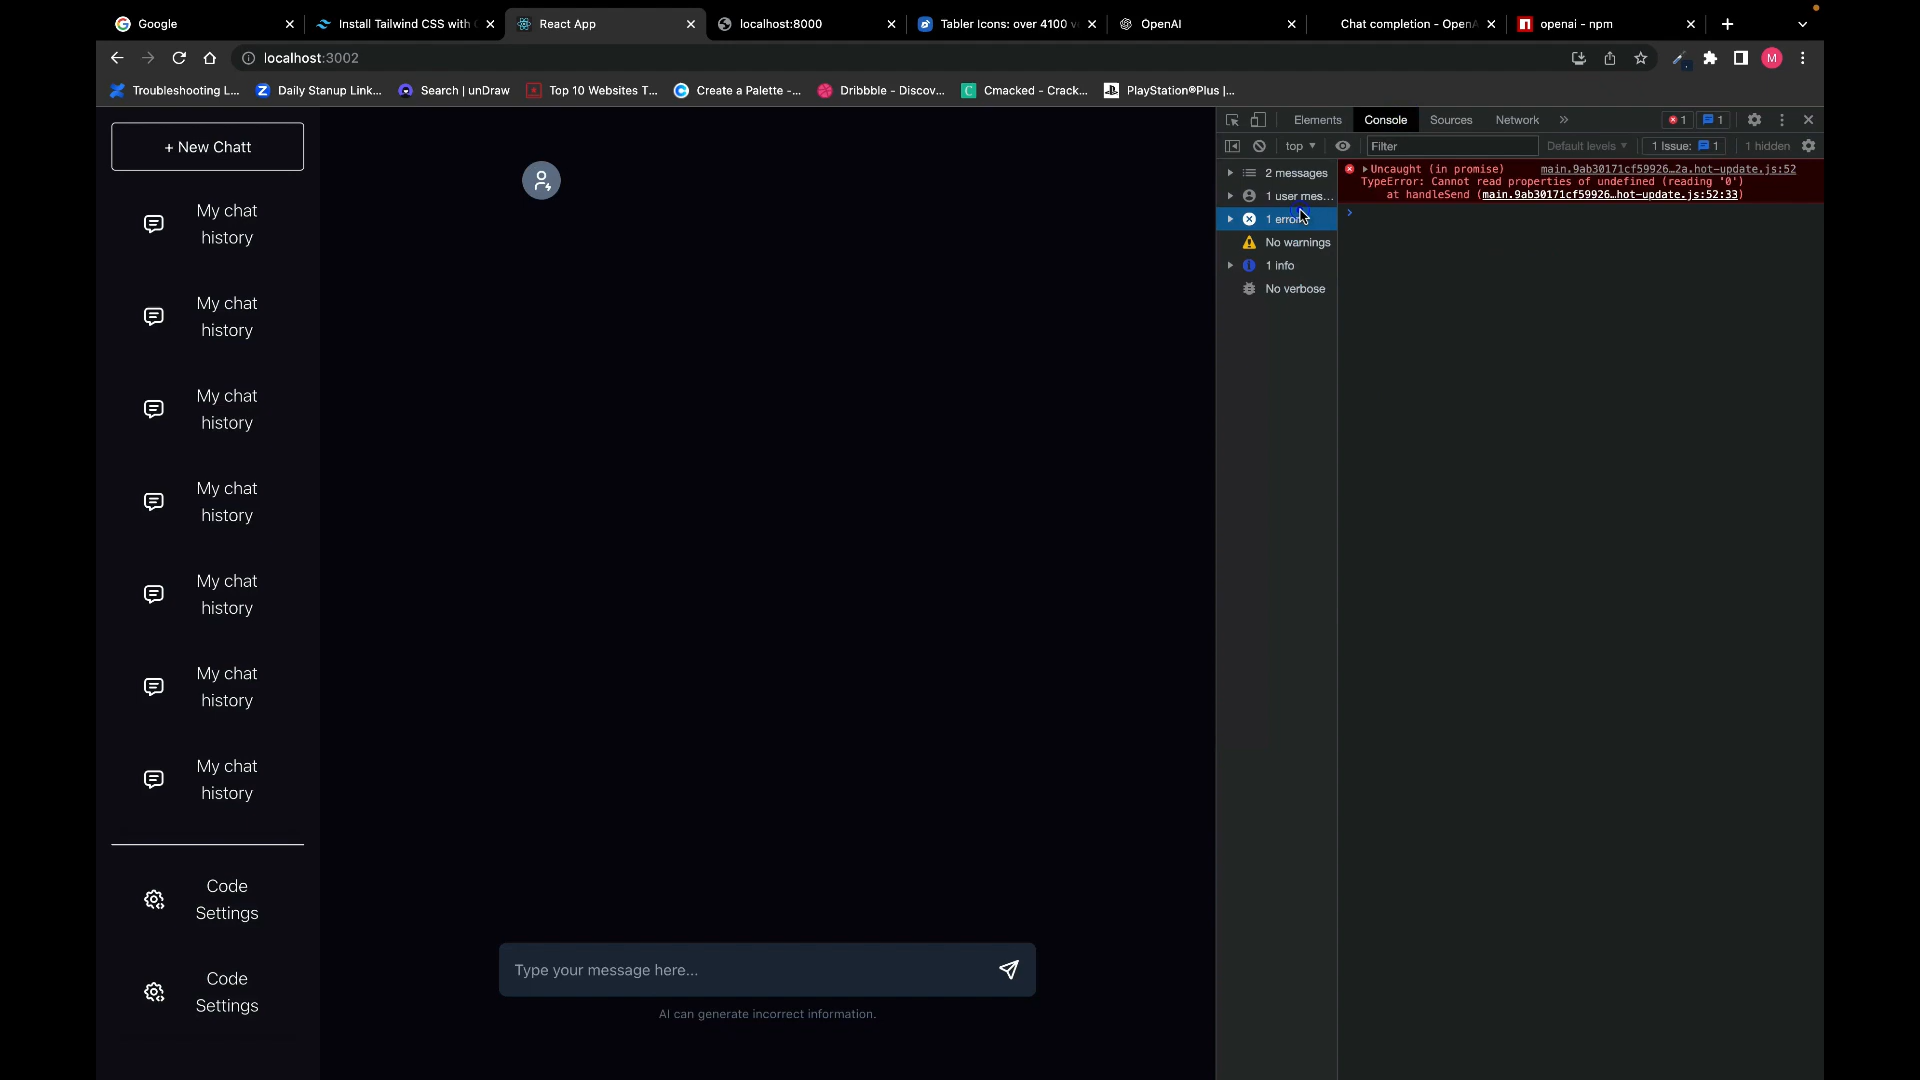 Google
Install Tailwind CSS with C
React App
localhost:8000
Tabler Icons: over 4100 v
OpenAI
Chat completion - OpenA
openai - npm
localhost:3002
M
Troubleshooting L...
Daily Stanup Link...
Search | unDraw
Top 10 Websites T...
Create a Palette -...
Dribbble - Discov...
Cmacked - Crack...
PlayStation®Plus |...
+ New Chatt
My chat
history
My chat
history
My chat
history
My chat
history
My chat
history
My chat
history
My chat
history
Code
Settings
Code
Settings
Type your message here...
AI can generate incorrect information.
Elements
Console
Sources
Network
»
1
1
top
Filter
Default levels
1 Issue:
1
1 hidden
2 messages
1 user mes...
1 error
No warnings
1 info
No verbose
Uncaught (in promise) main.9ab30171cf59926…2a.hot-update.js:52
TypeError: Cannot read properties of undefined (reading '0')
at handleSend (main.9ab30171cf59926…hot-update.js:52:33)